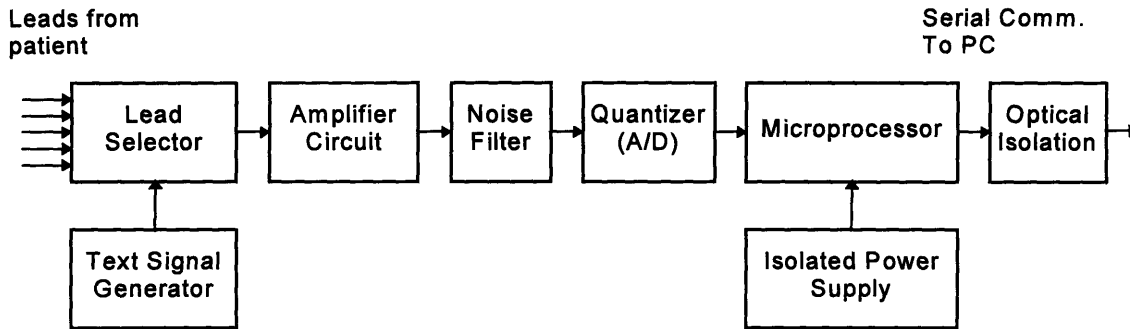 Leads from
patient
Serial Comm.
To PC
Lead
Selector
Amplifier
Circuit
Noise
Filter
Quantizer
(A/D)
Microprocessor
Optical
Isolation
Text Signal
Generator
Isolated Power
Supply